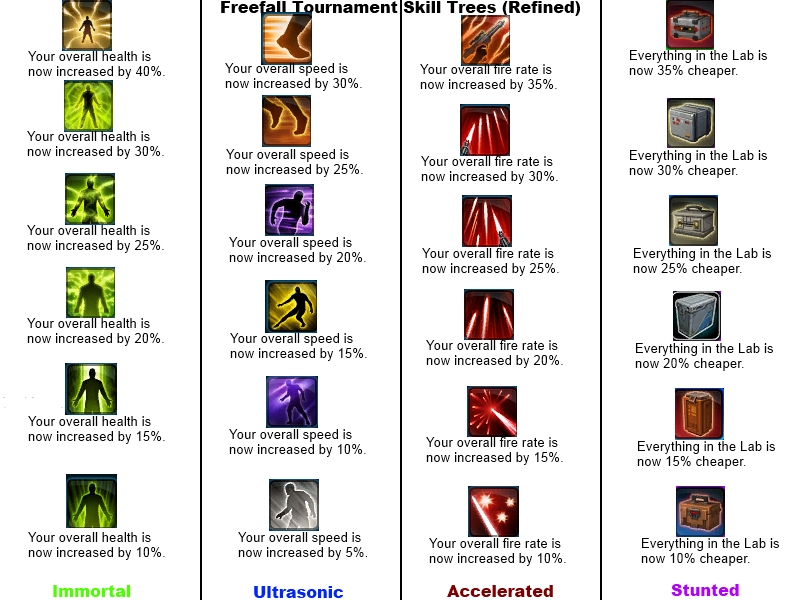 Freefall Tournament Skill Trees (Refined)
Your overall health is
now increased by 40%.
Your overall health is
now increased by 30%.
Your overall health is
now increased by 25%.
Your overall health is
now increased by 20%.
Your overall health is
now increased by 15%.
Your overall health is
now increased by 10%.
Immortal
Your overall speed is
now increased by 30%.
Your overall speed is
now increased by 25%.
Your overall speed is
now increased by 20%.
Your overall speed is
now increased by 15%.
Your overall speed is
now increased by 10%.
Your overall speed is
now increased by 5%.
Ultrasonic
Your overall fire rate is
now increased by 35%.
Your overall fire rate is
now increased by 30%.
Your overall fire rate is
now increased by 25%.
Your overall fire rate is
now increased by 20%.
Your overall fire rate is
now increased by 15%.
Your overall fire rate is
now increased by 10%.
Accelerated
Everything in the Lab is
now 35% cheaper.
Everything in the Lab is
now 30% cheaper.
Everything in the Lab is
now 25% cheaper.
Everything in the Lab is
now 20% cheaper.
Everything in the Lab is
now 15% cheaper.
Everything in the Lab is
now 10% cheaper.
Stunted